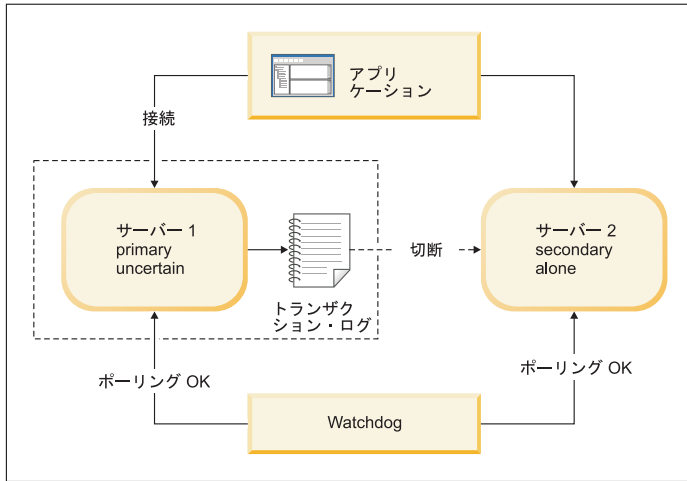 アプリ
ケーション
接続
サーバー 1
primary
uncertain
切断
サーバー 2
secondary
alone
トランザク
ション・ログ
ポーリング OK
ポーリング OK
Watchdog